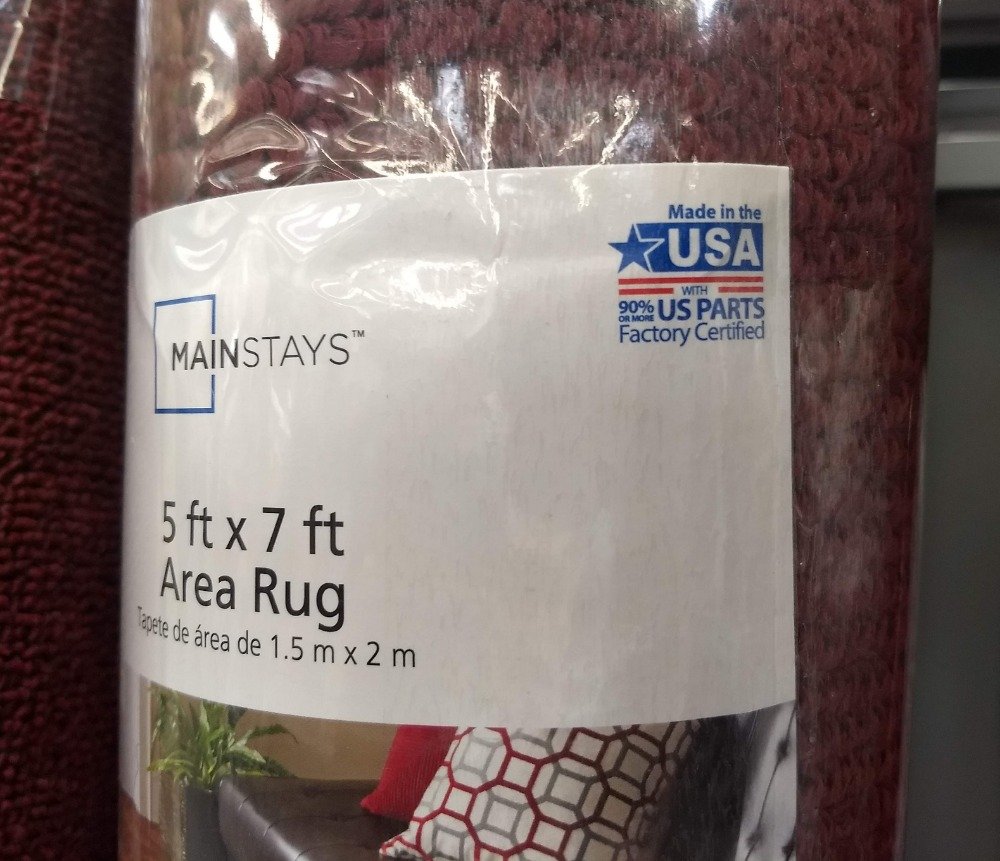 Made in the
USA
WITH
90% OR MORE US PARTS
Factory Certified
MAINSTAYS™
5 ft x 7 ft
Area Rug
Tapete de área de 1.5 m x 2 m